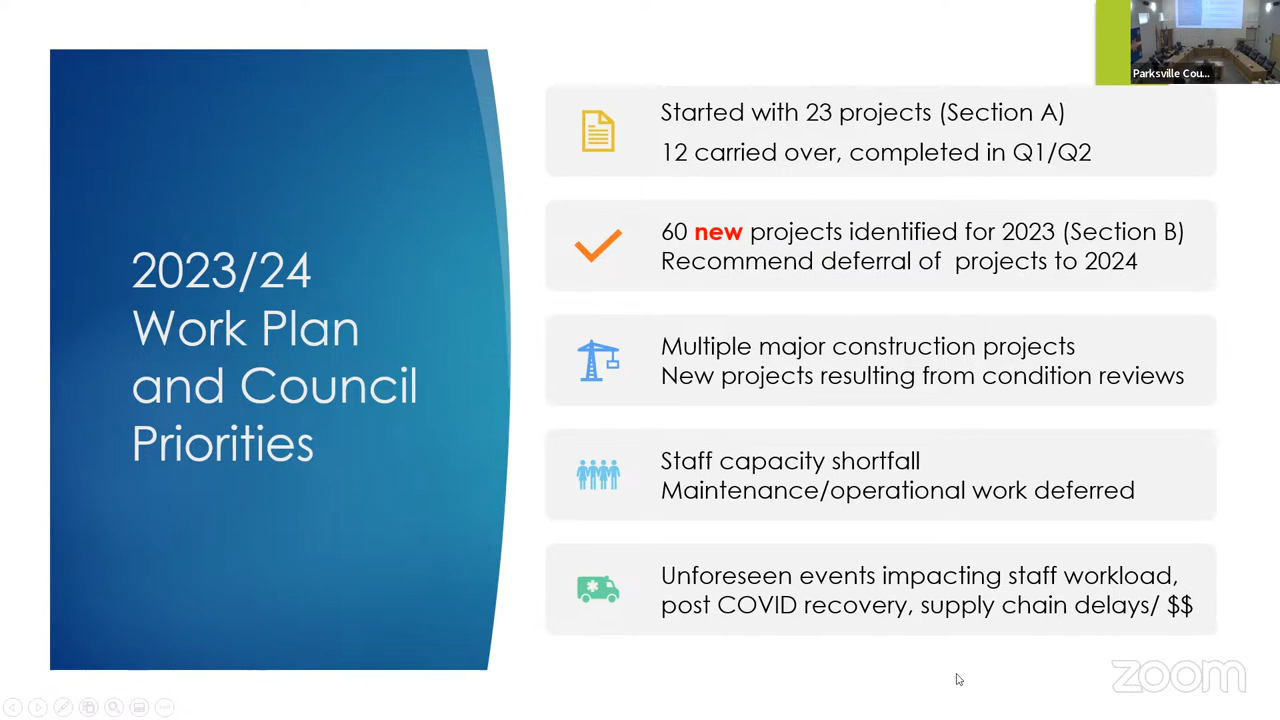 Parksville Cou...
2023/24
Work Plan
and Council
Priorities
Started with 23 projects (Section A)
12 carried over, completed in Q1/Q2
60 new projects identified for 2023 (Section B)
Recommend deferral of  projects to 2024
Multiple major construction projects
New projects resulting from condition reviews
Staff capacity shortfall
Maintenance/operational work deferred
Unforeseen events impacting staff workload,
post COVID recovery, supply chain delays/ $$
zoom